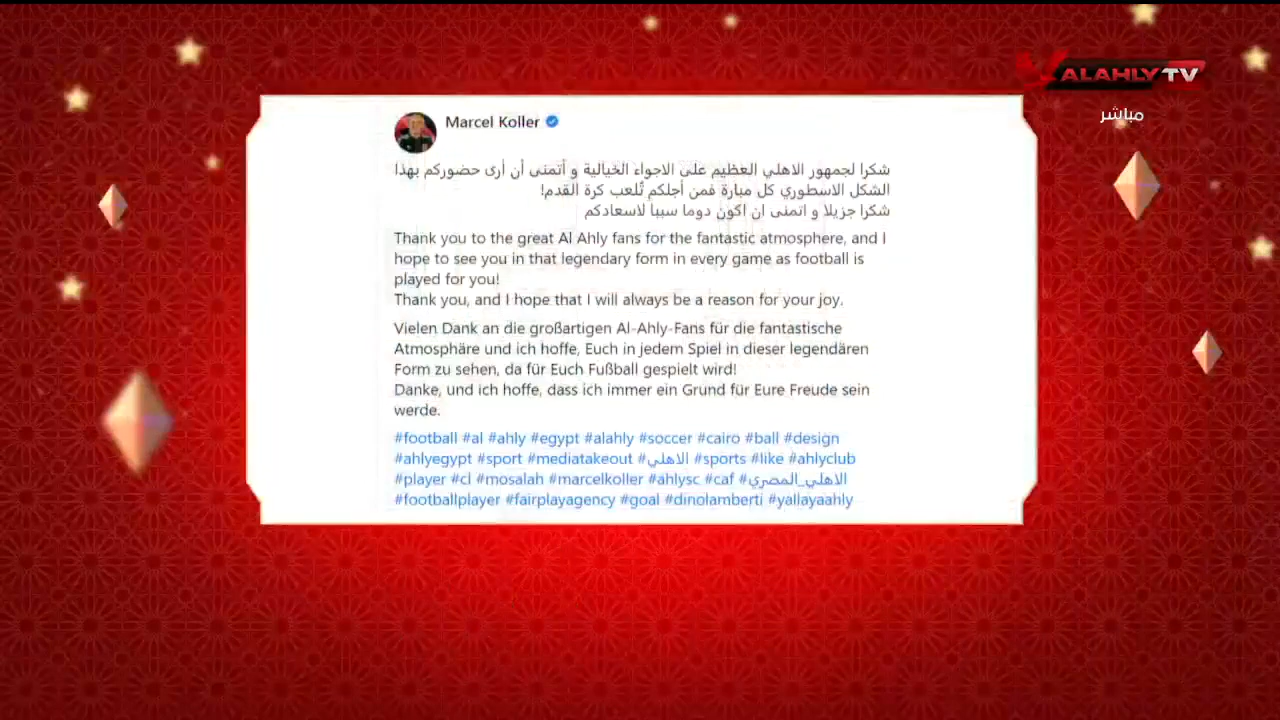 ALAHLY TV
مباشر
Marcel Koller
شكرا لجمهور الاهلي العظيم على الاجواء الخيالية و أتمنى أن أرى حضوركم بهذا
الشكل الاسطوري كل مبارة فمن أجلكم تُلعب كرة القدم!
شكرا جزيلا و اتمنى ان اكون دوما سببا لاسعادكم
Thank you to the great Al Ahly fans for the fantastic atmosphere, and I
hope to see you in that legendary form in every game as football is
played for you!
Thank you, and I hope that I will always be a reason for your joy.
Vielen Dank an die großartigen Al-Ahly-Fans für die fantastische
Atmosphäre und ich hoffe, Euch in jedem Spiel in dieser legendären
Form zu sehen, da für Euch Fußball gespielt wird!
Danke, und ich hoffe, dass ich immer ein Grund für Eure Freude sein
werde.
#football #al #ahly #egypt #alahly #soccer #cairo #ball #design
#ahlyegypt #sport #mediatakeout #الاهلي #sports #like #ahlyclub
#player #cl #mosalah #marcelkoller #ahlysc #caf #الاهلي_المصري
#footballplayer #fairplayagency #goal #dinolamberti #yallayaahly